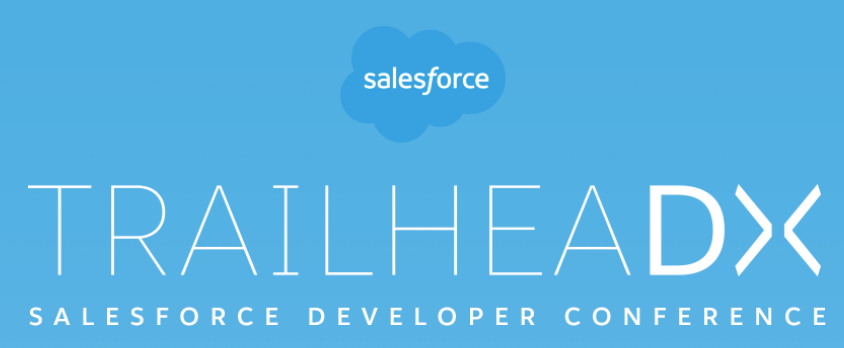 salesforce
TRAILHEADX
SALESFORCE DEVELOPER CONFERENCE